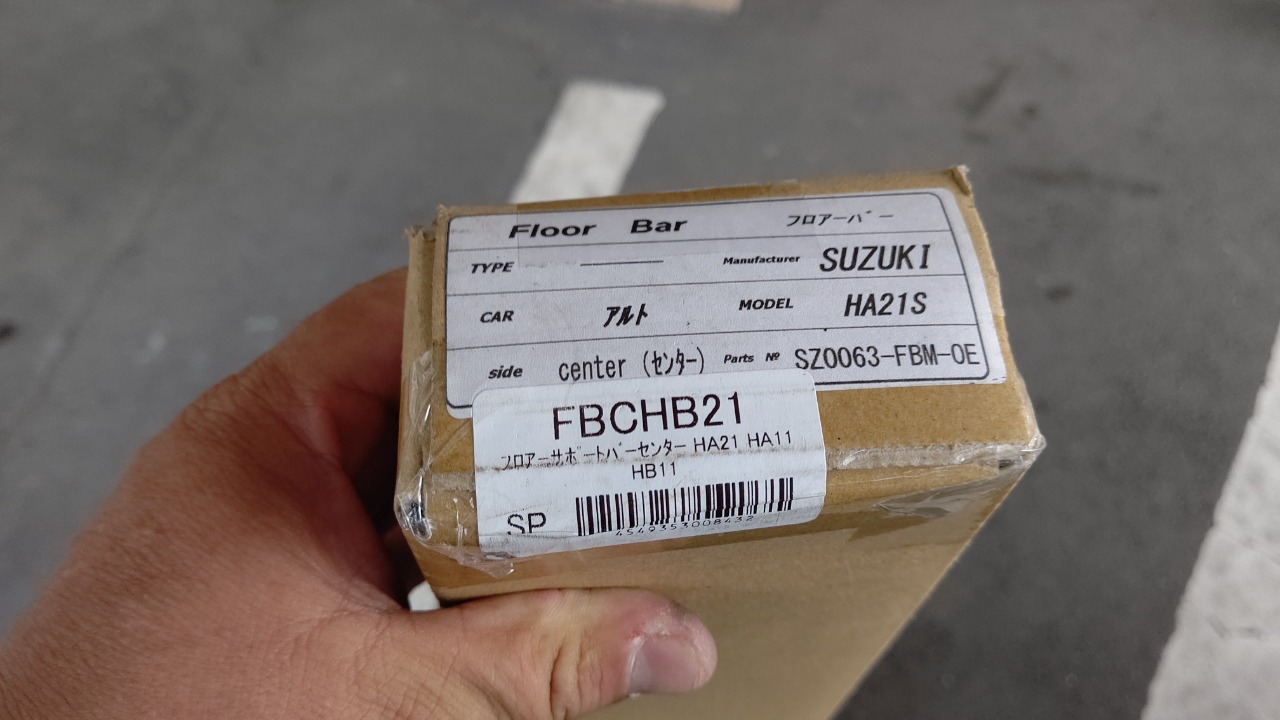 Floor Bar フロアーバー
TYPE ——— Manufacturer SUZUKI
CAR アルト MODEL HA21S
side center (センター) Parts № SZ0063-FBM-OE
FBCHB21
フロアーサポートバーセンター HA21 HA11
HB11
SP
4549353008432